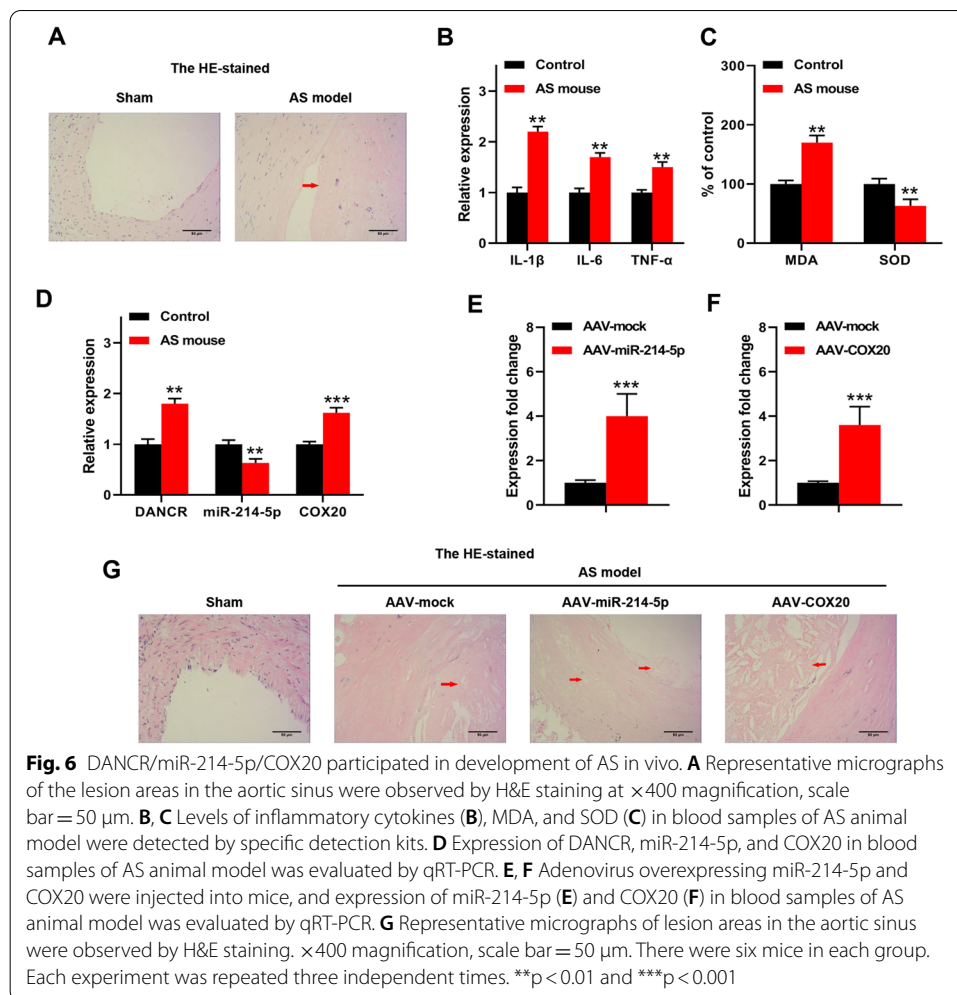 A
The HE-stained
Sham
AS model
50 μm
50 μm
B
Control
AS mouse
Relative expression
3
2
1
0
**
**
**
IL-1β IL-6 TNF-α
C
Control
AS mouse
% of control
300
200
100
0
**
**
MDA SOD
D
Control
AS mouse
Relative expression
3
2
1
0
**
**
***
DANCR miR-214-5p COX20
E
AAV-mock
AAV-miR-214-5p
Expression fold change
8
6
4
2
0
***
F
AAV-mock
AAV-COX20
Expression fold change
8
6
4
2
0
***
G
The HE-stained
AS model
Sham
AAV-mock
AAV-miR-214-5p
AAV-COX20
50 μm
50 μm
50 μm
50 μm
Fig. 6 DANCR/miR-214-5p/COX20 participated in development of AS in vivo. A Representative micrographs
of the lesion areas in the aortic sinus were observed by H&E staining at ×400 magnification, scale
bar = 50 μm. B, C Levels of inflammatory cytokines (B), MDA, and SOD (C) in blood samples of AS animal
model were detected by specific detection kits. D Expression of DANCR, miR-214-5p, and COX20 in blood
samples of AS animal model was evaluated by qRT-PCR. E, F Adenovirus overexpressing miR-214-5p and
COX20 were injected into mice, and expression of miR-214-5p (E) and COX20 (F) in blood samples of AS
animal model was evaluated by qRT-PCR. G Representative micrographs of lesion areas in the aortic sinus
were observed by H&E staining. ×400 magnification, scale bar = 50 μm. There were six mice in each group.
Each experiment was repeated three independent times. **p < 0.01 and ***p < 0.001